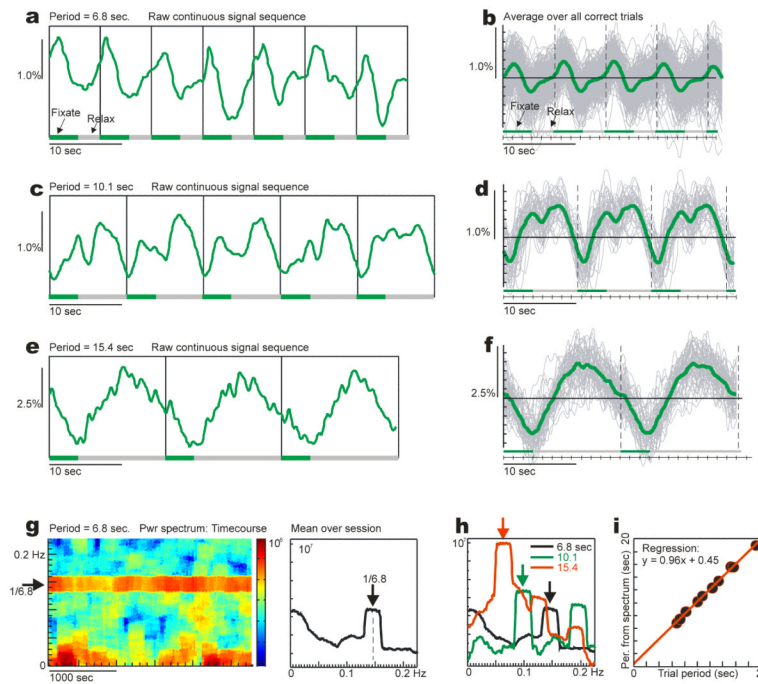 a Period = 6.8 sec. Raw continuous signal sequence
1.0%
Fixate
Relax
10 sec
b Average over all correct trials
1.0%
Fixate
Relax
10 sec
c Period = 10.1 sec Raw continuous signal sequence
1.0%
10 sec
d
1.0%
10 sec
e Period = 15.4 sec Raw continuous signal sequence
2.5%
10 sec
f
2.5%
10 sec
g Period = 6.8 sec. Pwr spectrum: Timecourse
0.2 Hz
1/6.8
0
1000 sec
10⁶
0
Mean over session
10⁷
1/6.8
0
0.1
0.2 Hz
h
10⁷
6.8 sec
10.1
15.4
0
0.1
0.2 Hz
i
20
Regression:
y = 0.96x + 0.45
Per. from spectrum (sec)
0
Trial period (sec)
2